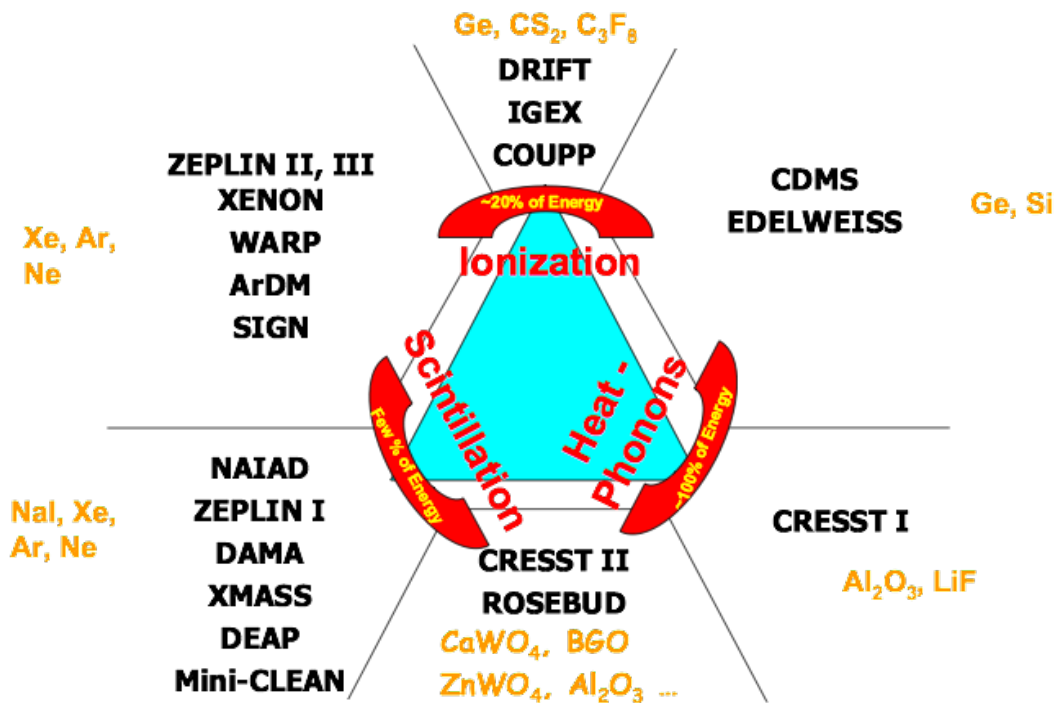 Ge, CS₂, C₃F₈
DRIFT
IGEX
COUPP
ZEPLIN II, III
XENON
WARP
ArDM
SIGN
Xe, Ar,
Ne
CDMS
EDELWEISS
Ge, Si
~20% of Energy
Ionization
Scintillation
Few % of Energy
Heat -
Phonons
~100% of Energy
NAIAD
ZEPLIN I
DAMA
XMASS
DEAP
Mini-CLEAN
NaI, Xe,
Ar, Ne
CRESST II
ROSEBUD
CaWO₄, BGO
ZnWO₄, Al₂O₃ ...
CRESST I
Al₂O₃, LiF